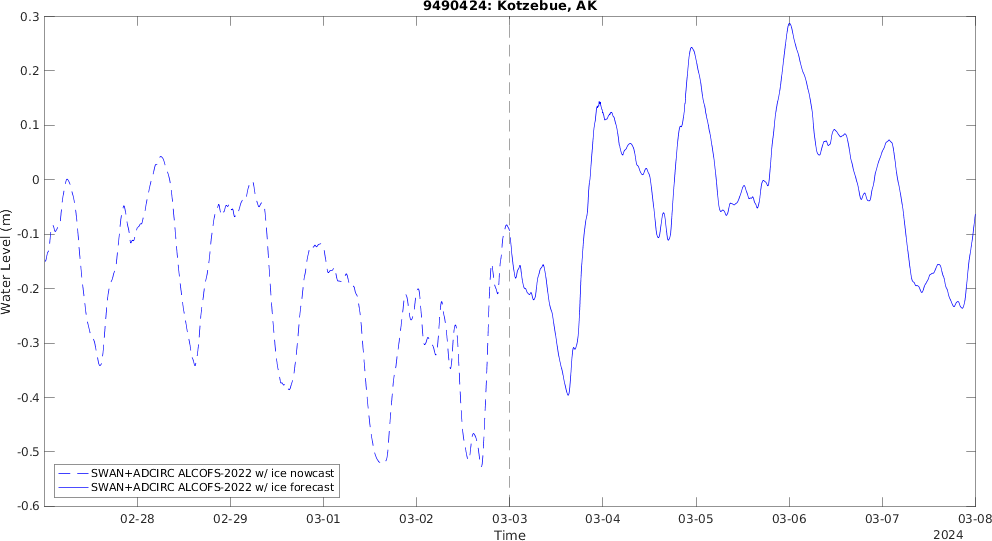 9490424: Kotzebue, AK
0.3
0.2
0.1
0
-0.1
-0.2
-0.3
-0.4
-0.5
-0.6
Water Level (m)
SWAN+ADCIRC ALCOFS-2022 w/ ice nowcast
SWAN+ADCIRC ALCOFS-2022 w/ ice forecast
02-28 02-29 03-01 03-02 03-03 03-04 03-05 03-06 03-07 03-08
Time
2024